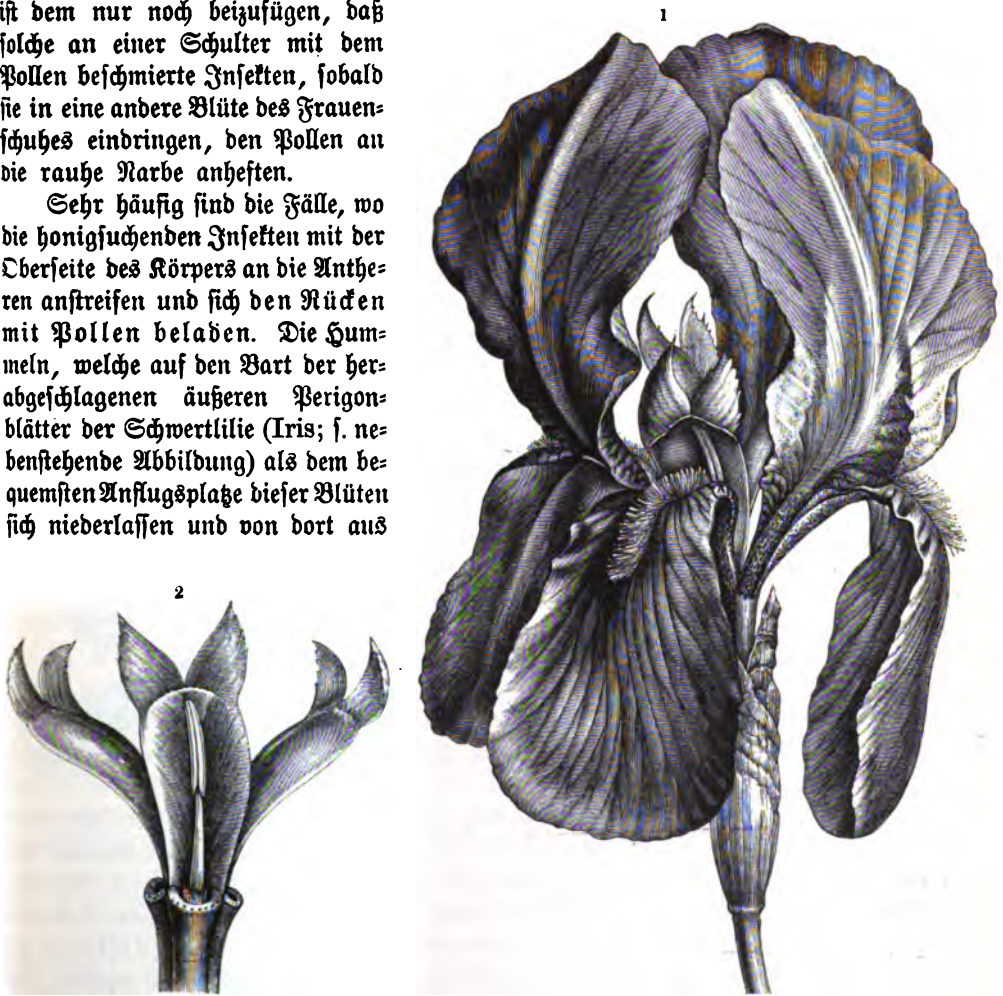 ist dem nur noch beizufügen, daß
solche an einer Schulter mit dem
Pollen beschmierte Insekten, sobald
sie in eine andere Blüte des Frauen=
schuhes eindringen, den Pollen an
die rauhe Narbe anheften.
Sehr häufig sind die Fälle, wo
die honigsuchenden Insekten mit der
Oberseite des Körpers an die Anthe=
ren anstreifen und sich den Rücken
mit Pollen beladen. Die Hum=
meln, welche auf den Bart der her=
abgeschlagenen äußeren Perigon=
blätter der Schwertlilie (Iris; s. ne=
benstehende Abbildung) als dem be=
quemsten Anflugsplatze dieser Blüten
sich niederlassen und von dort aus
1
2